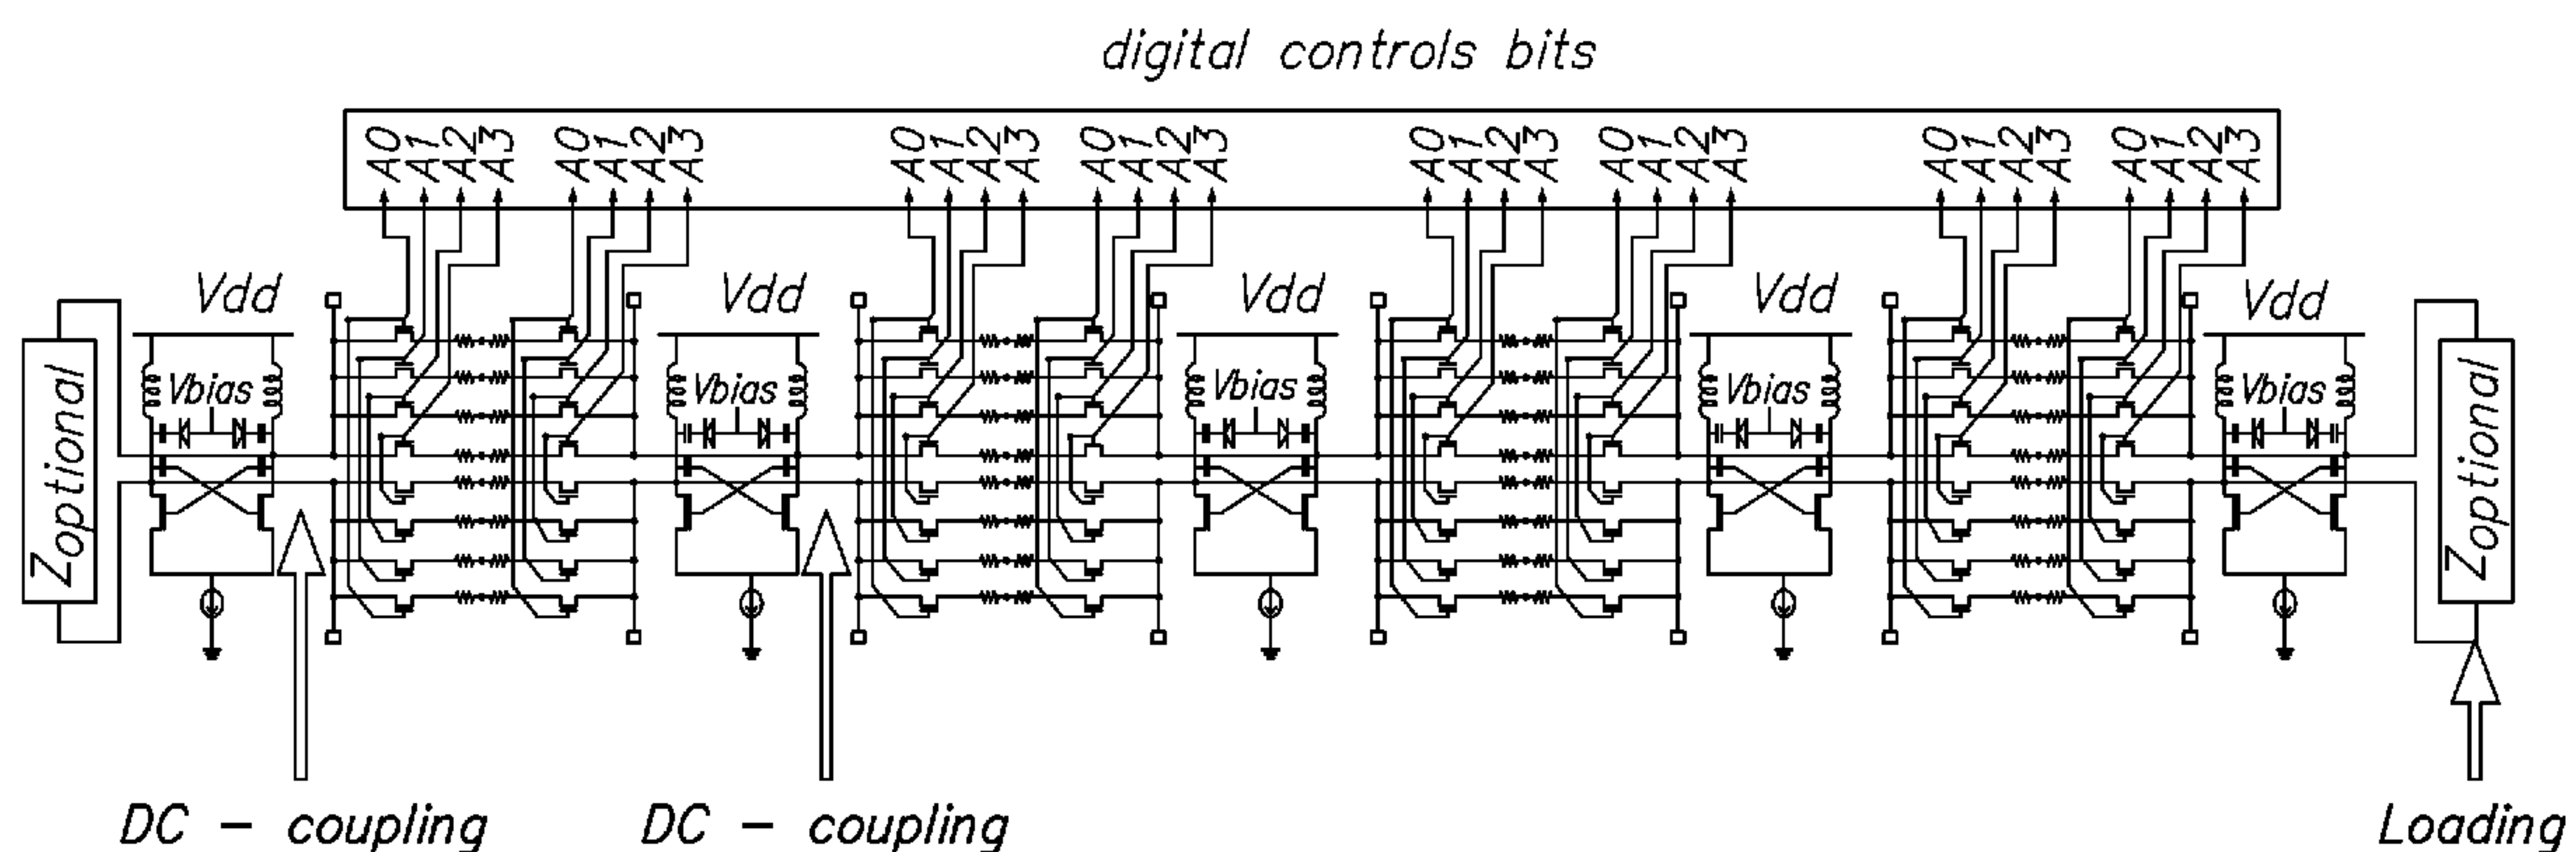 digital controls bits
A0 A1 A2 A3 A0 A1 A2 A3 A0 A1 A2 A3 A0 A1 A2 A3 A0 A1 A2 A3 A0 A1 A2 A3 A0 A1 A2 A3 A0 A1 A2 A3
Vdd Vdd Vdd Vdd Vdd
Zoptional Vbias Vbias Vbias Vbias Vbias Zoptional
DC - coupling DC - coupling Loading